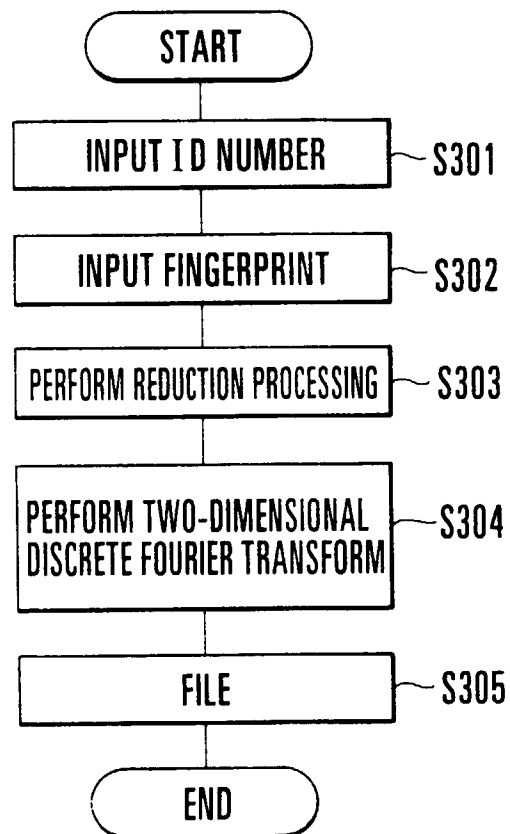 START
INPUT ID NUMBER
S301
INPUT FINGERPRINT
S302
PERFORM REDUCTION PROCESSING
S303
PERFORM TWO-DIMENSIONAL
DISCRETE FOURIER TRANSFORM
S304
FILE
S305
END